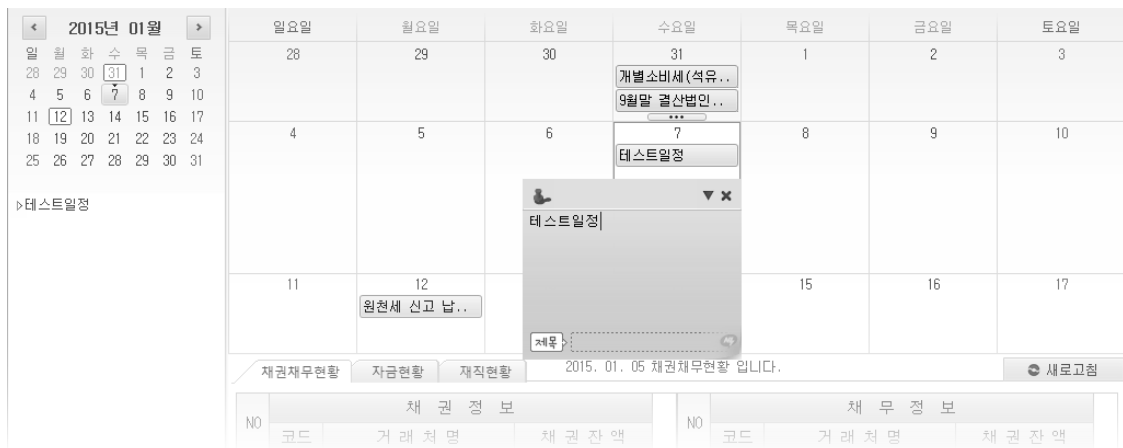 2015년 01월
일 월 화 수 목 금 토
28 29 30 31 1 2 3
4 5 6 7 8 9 10
11 12 13 14 15 16 17
18 19 20 21 22 23 24
25 26 27 28 29 30 31
▷테스트일정
일요일 월요일 화요일 수요일 목요일 금요일 토요일
28 29 30 31 1 2 3
개별소비세(석유..
9월말 결산법인..
4 5 6 7 8 9 10
테스트일정
테스트일정
제목
11 12 15 16 17
원천세 신고 납..
채권채무현황 자금현황 재직현황 2015. 01. 05 채권채무현황 입니다. 새로고침
NO 채 권 정 보 NO 채 무 정 보
코드 거 래 처 명 채 권 잔 액 코드 거 래 처 명 채 권 잔 액